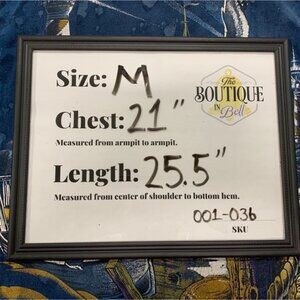 Size: M
The
BOUTIQUE
IN
Bell
Chest: 21"
Measured from armpit to armpit.
Length: 25.5"
Measured from center of shoulder to bottom hem.
001-036
SKU